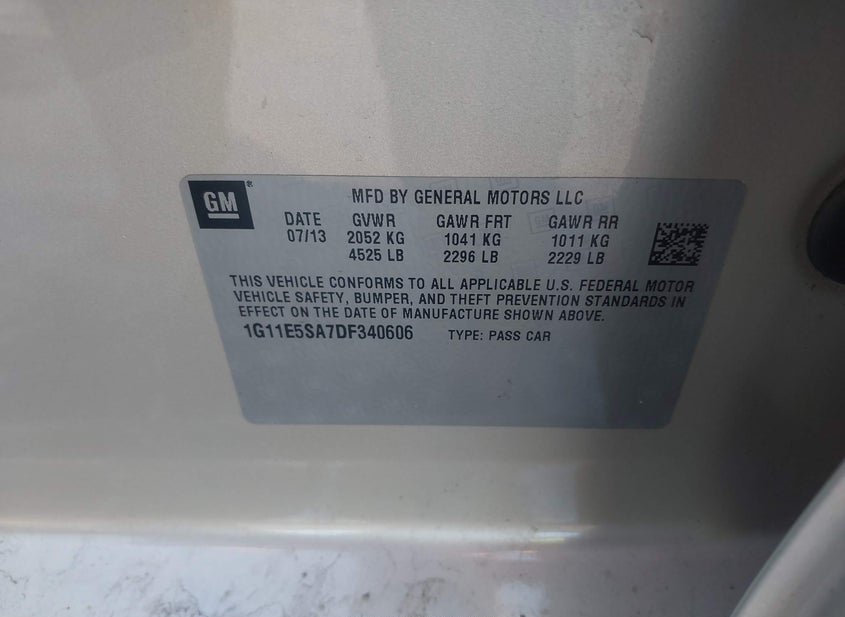 GM ® MFD BY GENERAL MOTORS LLC
DATE GVWR GAWR FRT GAWR RR
07/13 2052 KG 1041 KG 1011 KG
4525 LB 2296 LB 2229 LB
THIS VEHICLE CONFORMS TO ALL APPLICABLE U.S. FEDERAL MOTOR
VEHICLE SAFETY, BUMPER, AND THEFT PREVENTION STANDARDS IN
EFFECT ON THE DATE OF MANUFACTURE SHOWN ABOVE.
1G11E5SA7DF340606 TYPE: PASS CAR